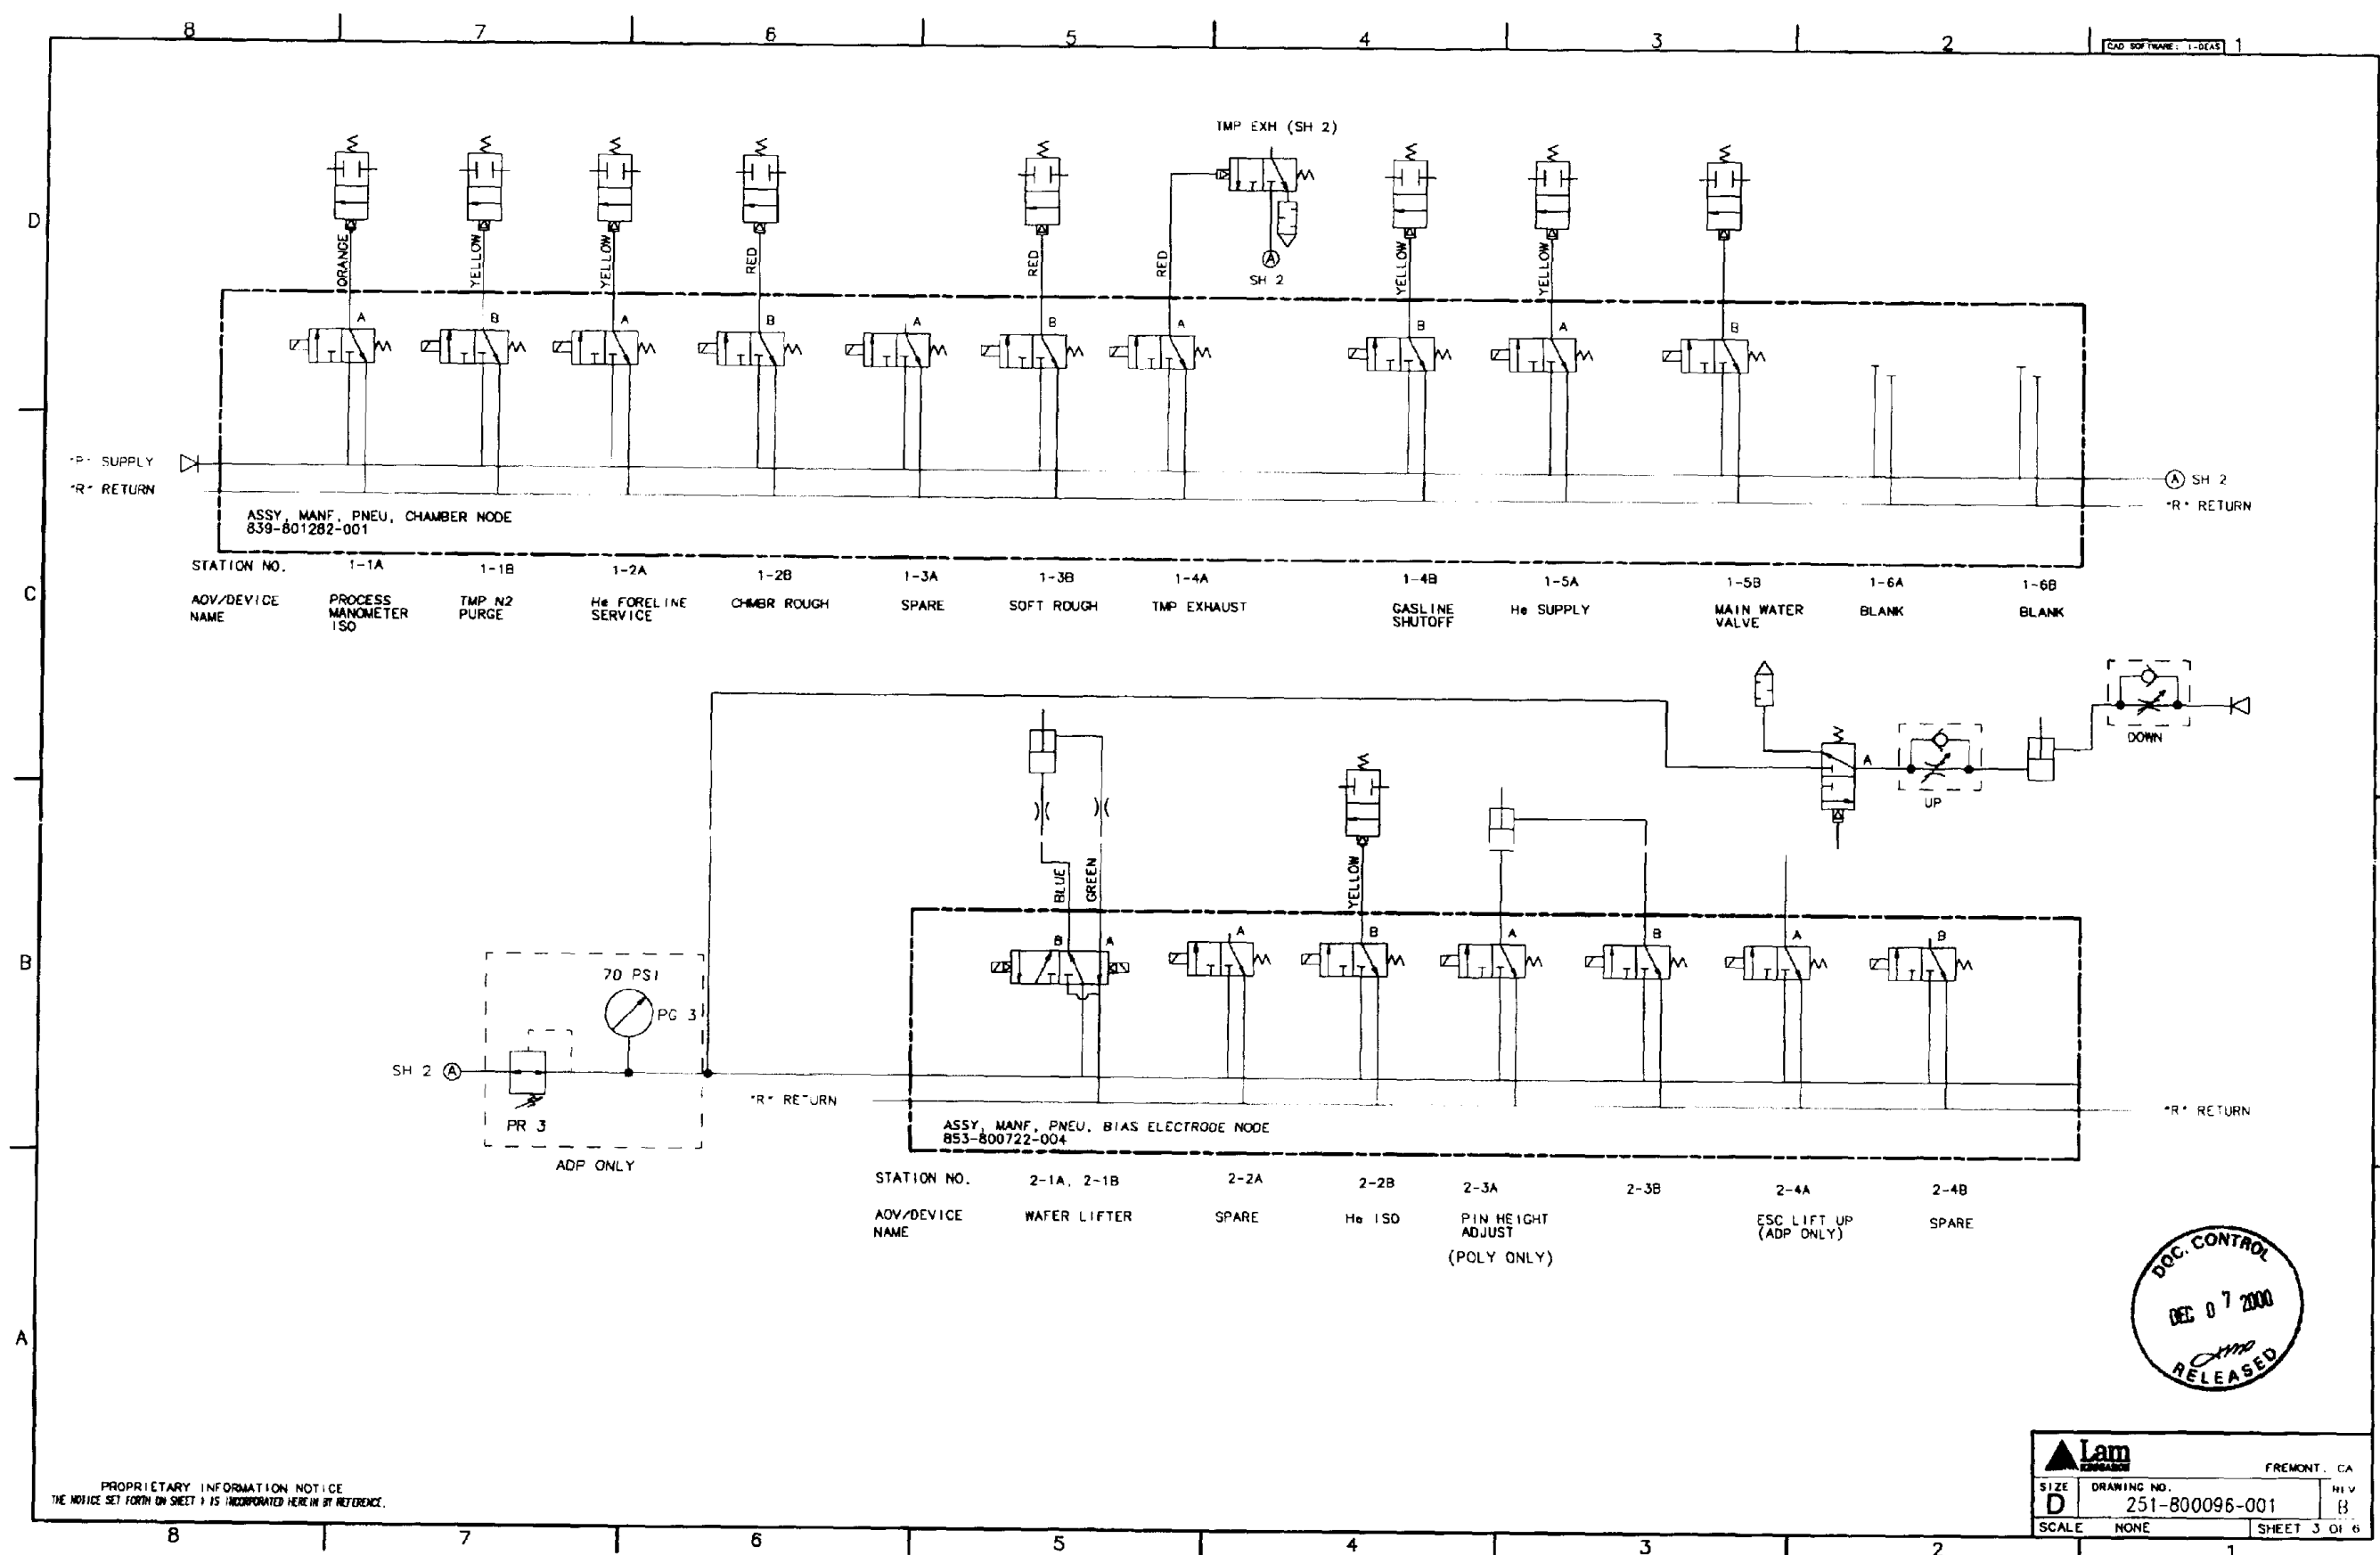 8 7 6 5 4 3 2 1
CAD SOFTWARE: I-DEAS
TMP EXH (SH 2)
D
ORANGE
YELLOW
YELLOW
RED
RED
RED
A
SH 2
YELLOW
YELLOW
A B A B A B A B A B
"P" SUPPLY
A SH 2
"R" RETURN
"R" RETURN
ASSY, MANF, PNEU, CHAMBER NODE
839-801282-001
STATION NO. 1-1A 1-1B 1-2A 1-2B 1-3A 1-3B 1-4A 1-4B 1-5A 1-5B 1-6A 1-6B
C
AOV/DEVICE NAME
PROCESS MANOMETER ISO
TMP N2 PURGE
He FORELINE SERVICE
CHMBR ROUGH
SPARE
SOFT ROUGH
TMP EXHAUST
GASLINE SHUTOFF
He SUPPLY
MAIN WATER VALVE
BLANK
BLANK
DOWN
A
UP
BLUE
GREEN
YELLOW
B A A B A B A B
B
70 PSI
PG 3
SH 2 A
PR 3
ADP ONLY
"R" RETURN
"R" RETURN
ASSY, MANF, PNEU, BIAS ELECTRODE NODE
853-800722-004
STATION NO. 2-1A, 2-1B 2-2A 2-2B 2-3A 2-3B 2-4A 2-4B
AOV/DEVICE NAME
WAFER LIFTER
SPARE
He ISO
PIN HEIGHT ADJUST
(POLY ONLY)
ESC LIFT UP
(ADP ONLY)
SPARE
A
DOC. CONTROL
DEC 07 2000
RELEASED
Lam
RESEARCH
FREMONT, CA
SIZE
D
DRAWING NO.
251-800096-001
REV
B
SCALE NONE
SHEET 3 OF 6
PROPRIETARY INFORMATION NOTICE
THE NOTICE SET FORTH ON SHEET 1 IS INCORPORATED HEREIN BY REFERENCE.
8 7 6 5 4 3 2 1